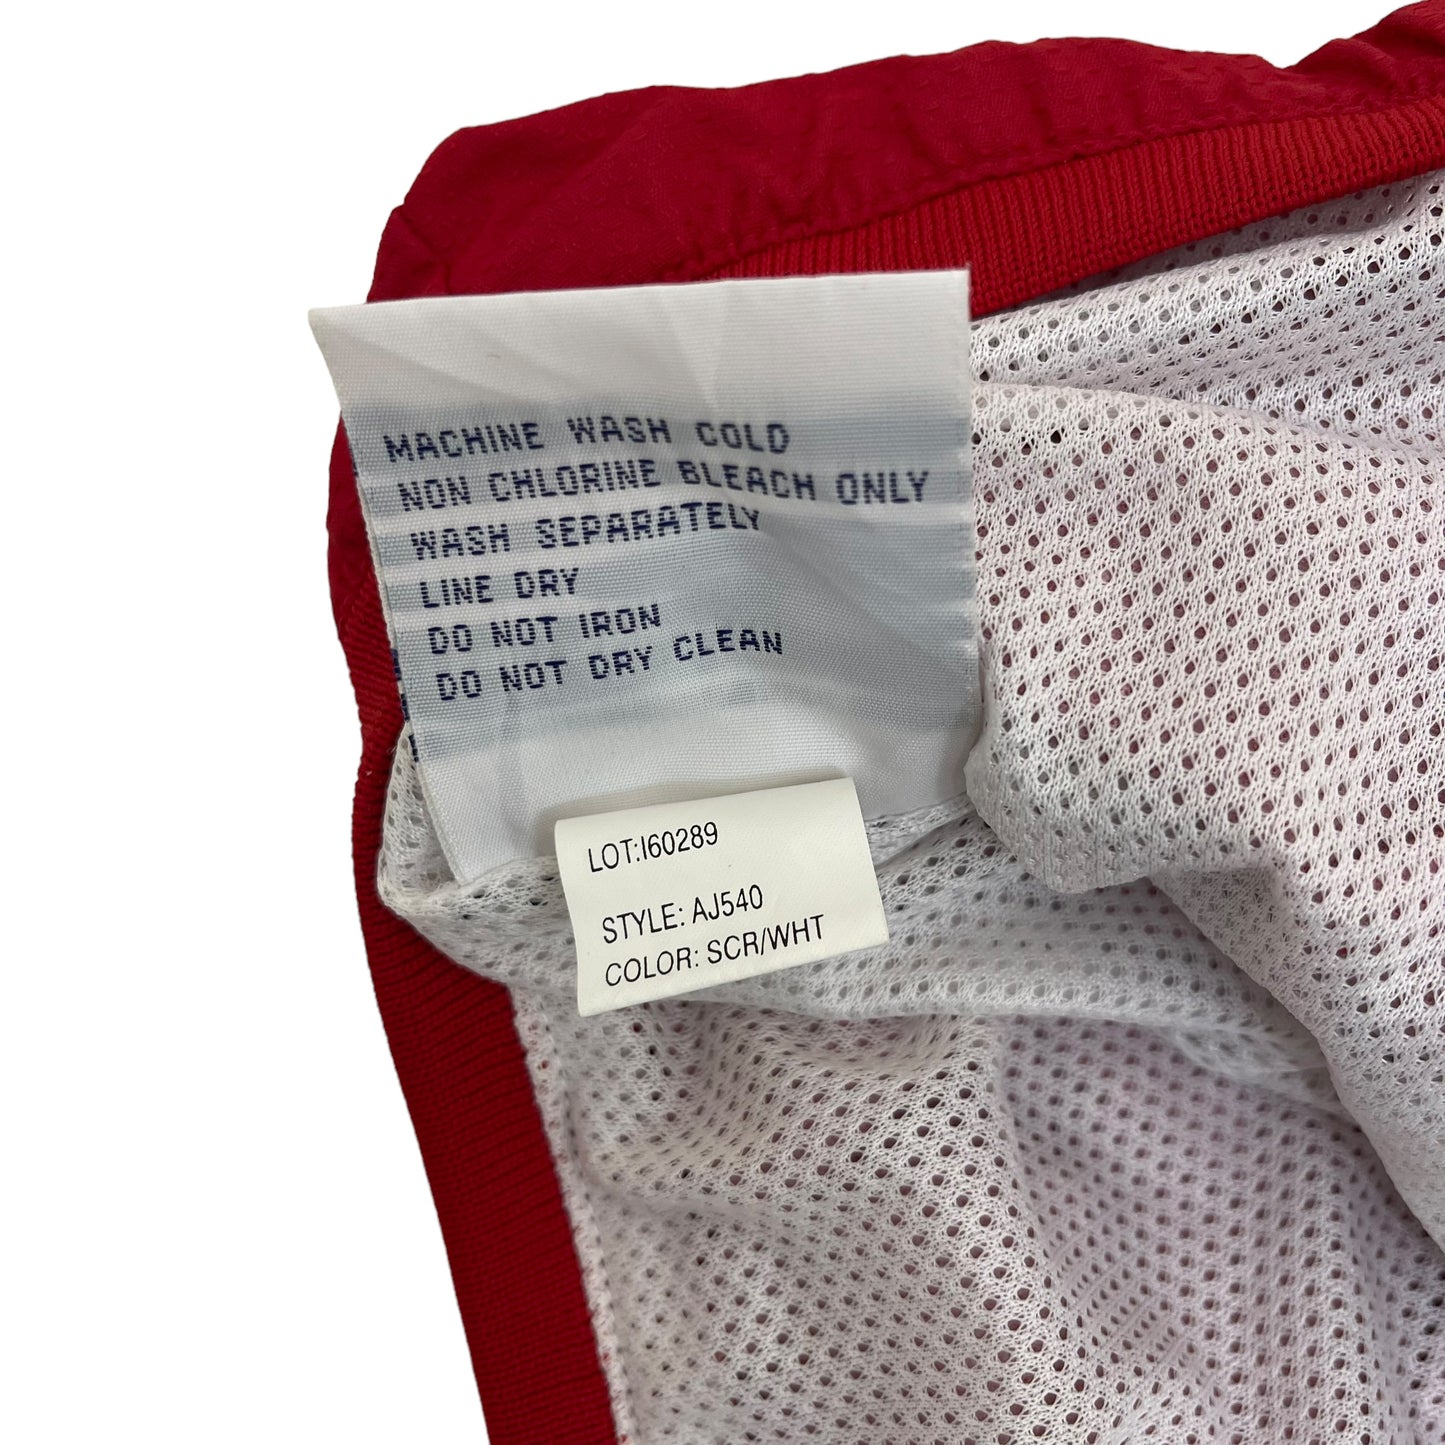 MACHINE WASH COLD
NON CHLORINE BLEACH ONLY
WASH SEPARATELY
LINE DRY
DO NOT IRON
DO NOT DRY CLEAN
LOT:I60289
STYLE: AJ540
COLOR: SCR/WHT